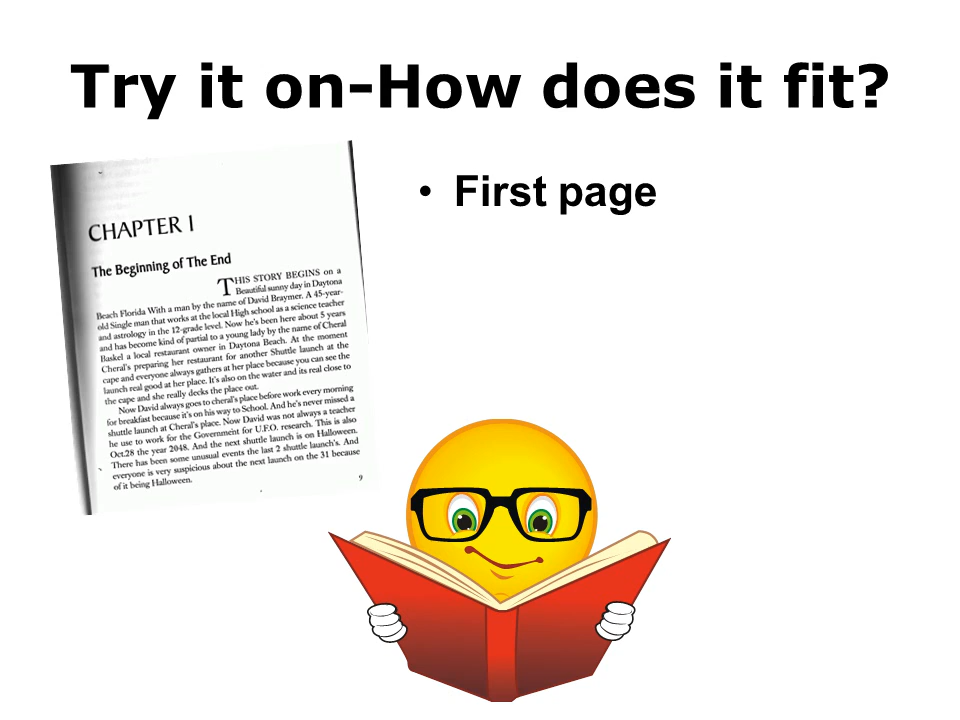 Try it on-How does it fit?
• First page
CHAPTER I
The Beginning of The End
THIS STORY BEGINS on a
Beautiful sunny day in Daytona
Beach Florida With a man by the name of David Braymer. A 45-year-
old Single man that works at the local High school as a science teacher
and astrology in the 12-grade level. Now he's been here about 5 years
and has become kind of partial to a young lady by the name of Cheral
Baskel a local restaurant owner in Daytona Beach. At the moment
Cheral's preparing her restaurant for another Shuttle launch at the
cape and everyone always gathers at her place because you can see the
launch real good at her place. It's also on the water and its real close to
the cape and she really decks the place out.
Now David always goes to cheral's place before work every morning
for breakfast because it's on his way to School. And he's never missed a
shuttle launch at Cheral's place. Now David was not always a teacher
he use to work for the Government for U.F.O. research. This is also
Oct.28 the year 2048. And the next shuttle launch is on Halloween.
There has been some unusual events the last 2 shuttle launch's. And
everyone is very suspicious about the next launch on the 31 because
of it being Halloween.
9